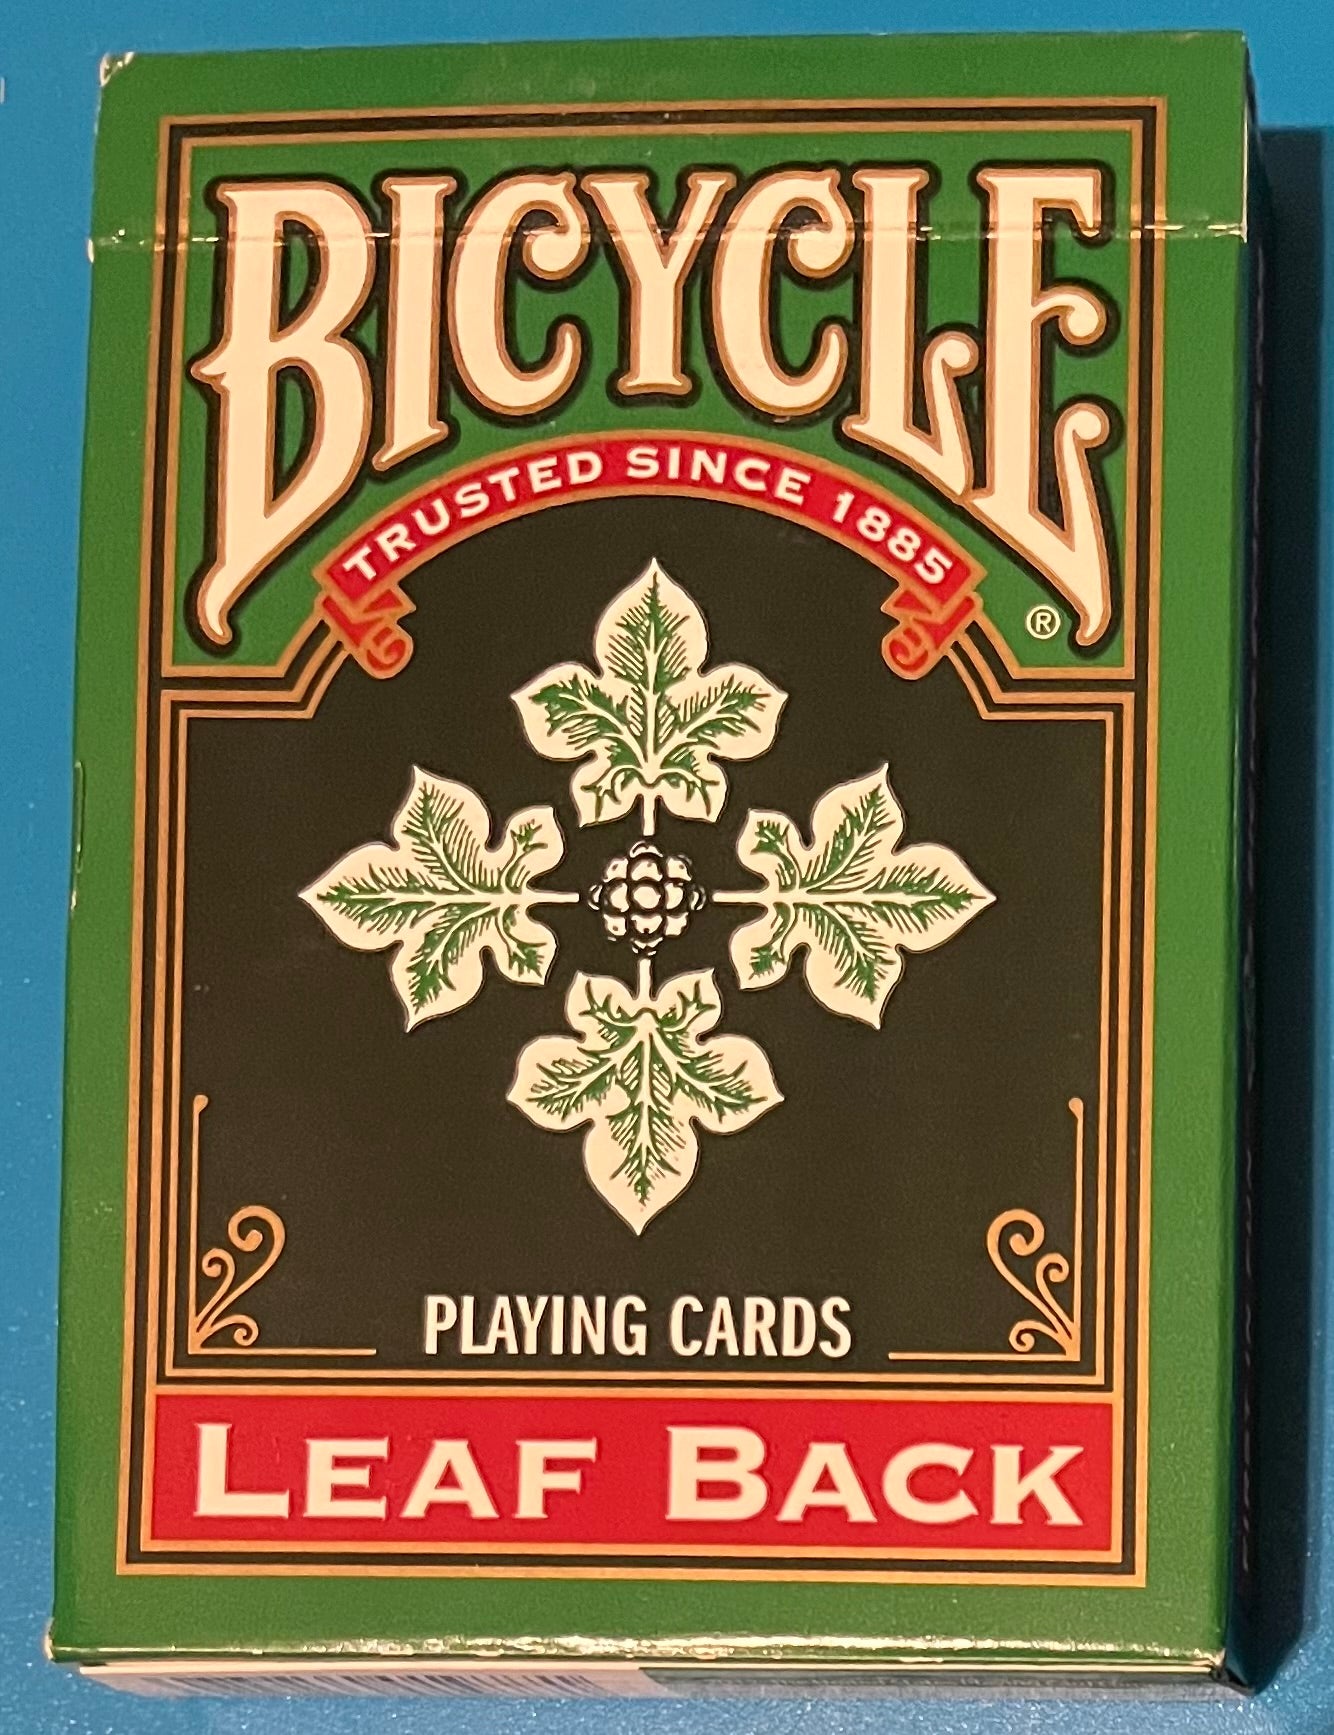 BICYCLE
TRUSTED SINCE 1885
®
PLAYING CARDS
LEAF BACK